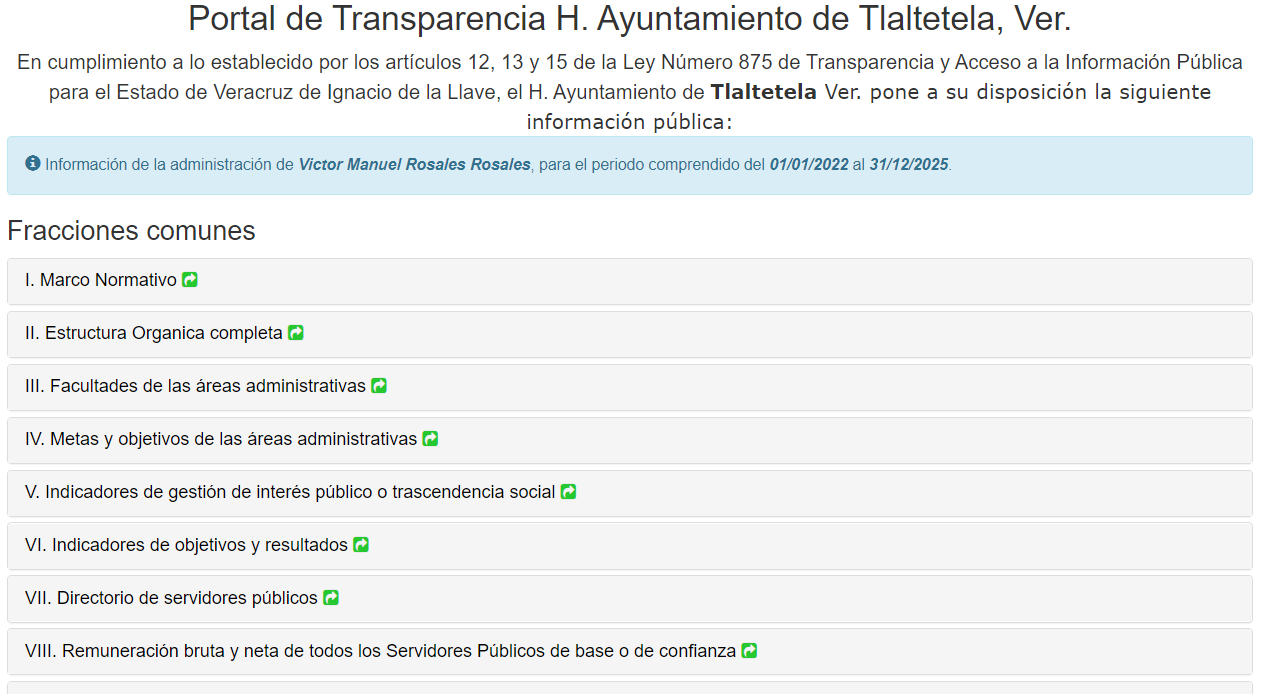 Portal de Transparencia H. Ayuntamiento de Tlaltetela, Ver.
En cumplimiento a lo establecido por los artículos 12, 13 y 15 de la Ley Número 875 de Transparencia y Acceso a la Información Pública
para el Estado de Veracruz de Ignacio de la Llave, el H. Ayuntamiento de Tlaltetela Ver. pone a su disposición la siguiente
información pública:
Información de la administración de Victor Manuel Rosales Rosales, para el periodo comprendido del 01/01/2022 al 31/12/2025.
Fracciones comunes
I. Marco Normativo
II. Estructura Organica completa
III. Facultades de las áreas administrativas
IV. Metas y objetivos de las áreas administrativas
V. Indicadores de gestión de interés público o trascendencia social
VI. Indicadores de objetivos y resultados
VII. Directorio de servidores públicos
VIII. Remuneración bruta y neta de todos los Servidores Públicos de base o de confianza